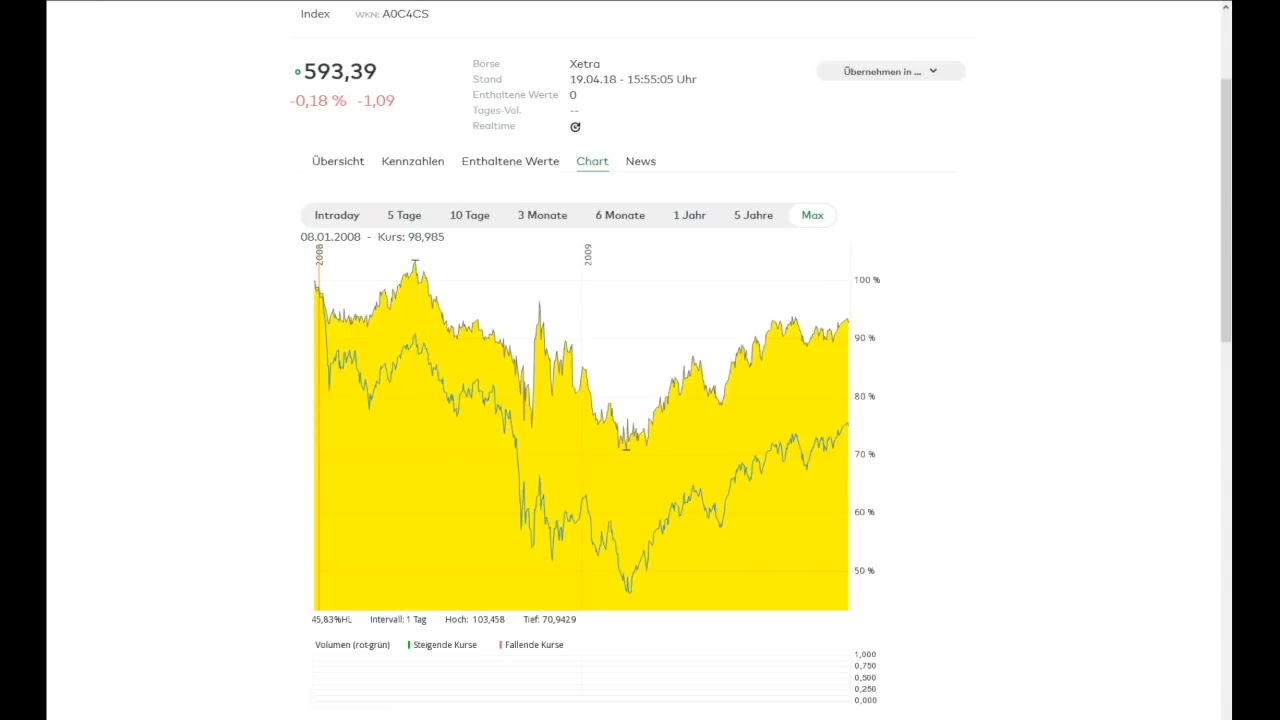 Index WKN: A0C4CS
593,39
-0,18 % -1,09
Börse Xetra
Stand 19.04.18 - 15:55:05 Uhr
Enthaltene Werte 0
Tages-Vol. --
Realtime
Übernehmen in ...
Übersicht Kennzahlen Enthaltene Werte Chart News
Intraday 5 Tage 10 Tage 3 Monate 6 Monate 1 Jahr 5 Jahre Max
08.01.2008 - Kurs: 98,985
2008
2009
100 %
90 %
80 %
70 %
60 %
50 %
45,83%HL Intervall: 1 Tag Hoch: 103,458 Tief: 70,9429
Volumen (rot-grün) Steigende Kurse Fallende Kurse
1,000
0,750
0,500
0,250
0,000